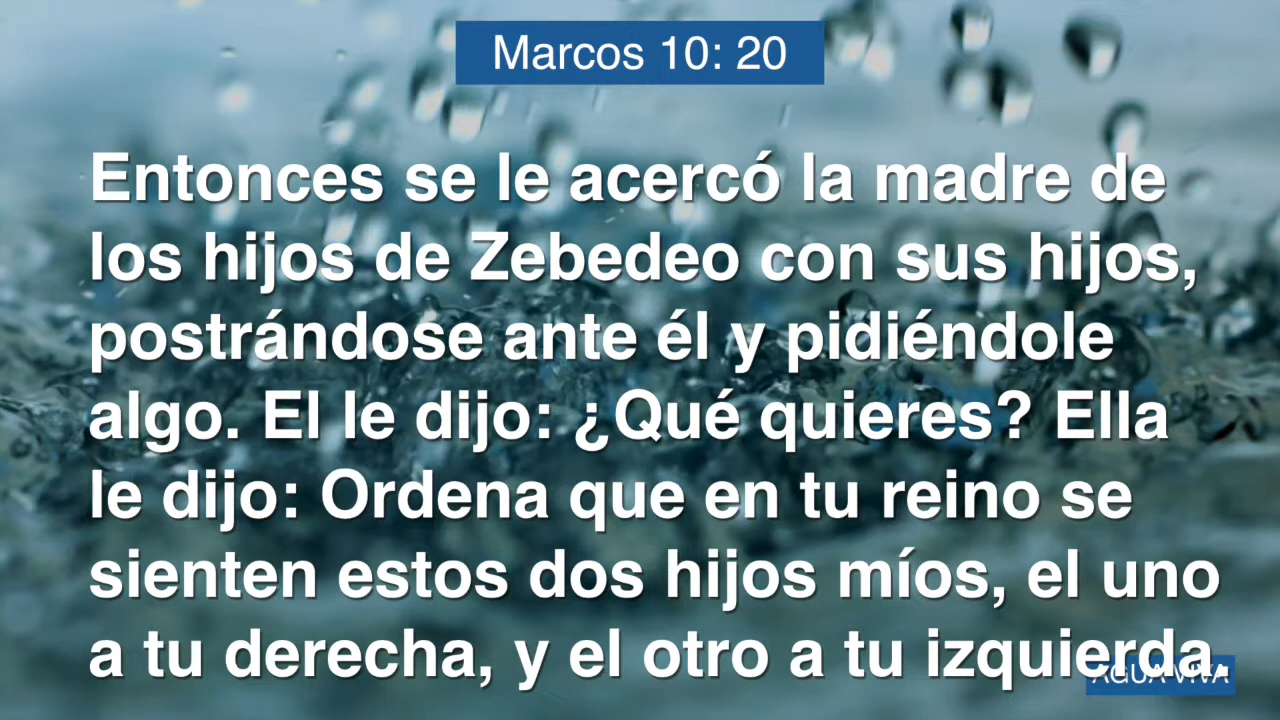 Marcos 10: 20
Entonces se le acercó la madre de
los hijos de Zebedeo con sus hijos,
postrándose ante él y pidiéndole
algo. El le dijo: ¿Qué quieres? Ella
le dijo: Ordena que en tu reino se
sienten estos dos hijos míos, el uno
a tu derecha, y el otro a tu izquierda.
AGUA VIVA